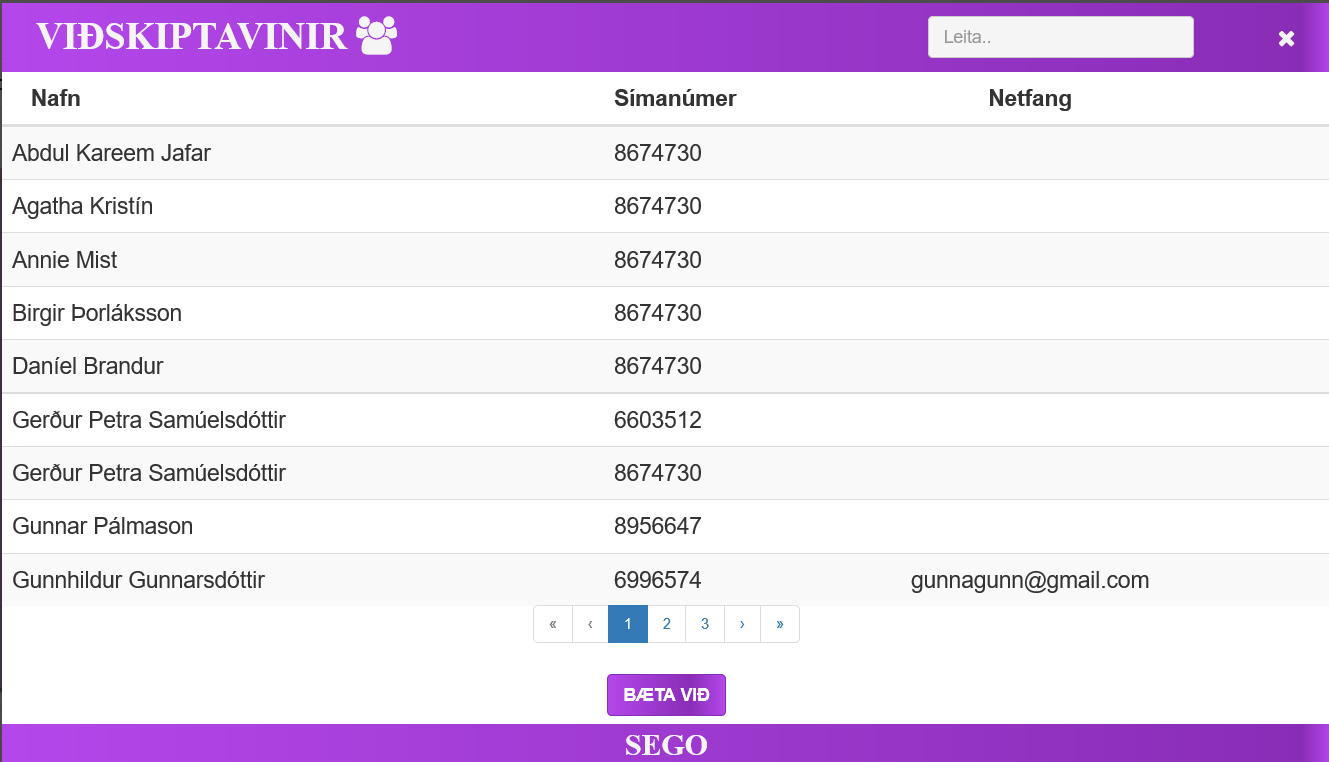 VIÐSKIPTAVINIR Leita..
Nafn Símanúmer Netfang
Abdul Kareem Jafar 8674730
Agatha Kristín 8674730
Annie Mist 8674730
Birgir Þorláksson 8674730
Daníel Brandur 8674730
Gerður Petra Samúelsdóttir 6603512
Gerður Petra Samúelsdóttir 8674730
Gunnar Pálmason 8956647
Gunnhildur Gunnarsdóttir 6996574 gunnagunn@gmail.com
« ‹ 1 2 3 › »
BÆTA VIÐ
SEGO